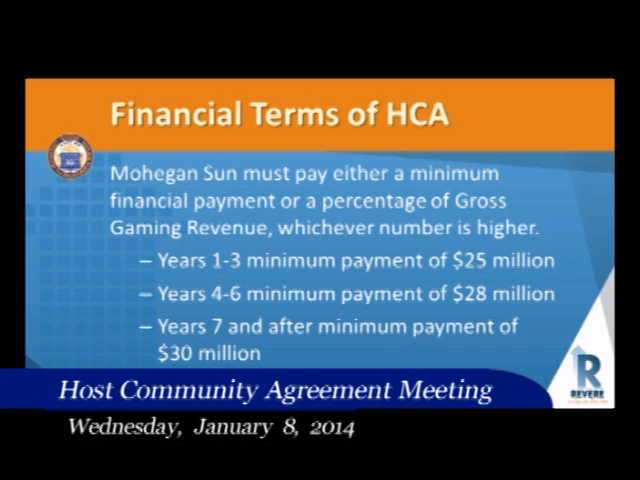 Financial Terms of HCA
Mohegan Sun must pay either a minimum
financial payment or a percentage of Gross
Gaming Revenue, whichever number is higher.
– Years 1-3 minimum payment of $25 million
– Years 4-6 minimum payment of $28 million
– Years 7 and after minimum payment of
$30 million
R
REVERE
Host Community Agreement Meeting
Wednesday, January 8, 2014